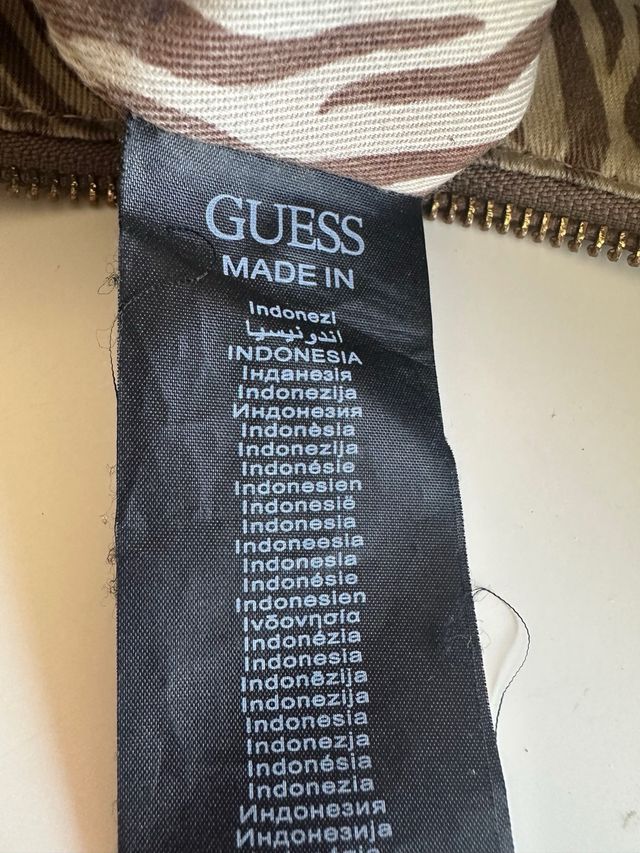 GUESS
MADE IN
Indonezi
اندونيسيا
INDONESIA
Інданезія
Indonezija
Индонезия
Indonèsia
Indonezija
Indonésie
Indonesien
Indonesië
Indonesia
Indoneesia
Indonesia
Indonésie
Indonesien
Ινδονησία
Indonézia
Indonesia
Indonēzija
Indonezija
Indonesia
Indonezja
Indonésia
Indonezia
Индонезия
Индонезија